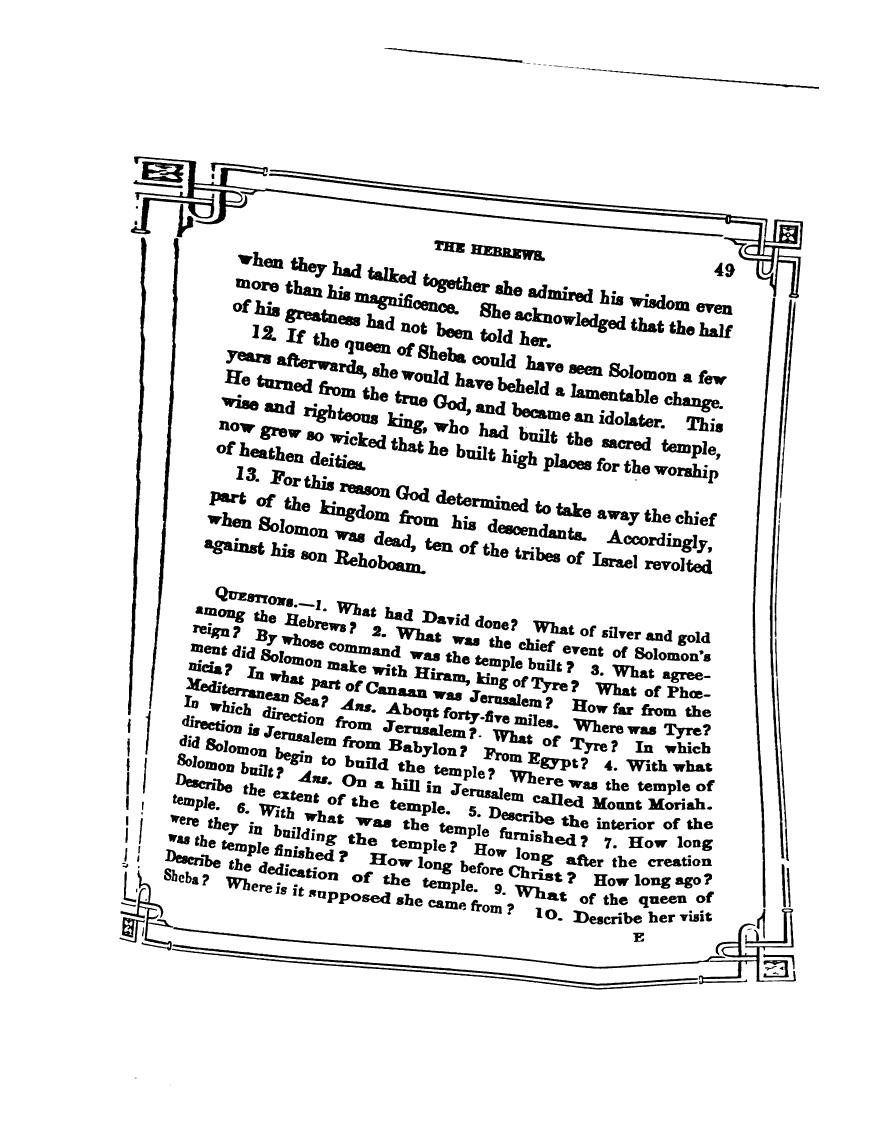 THE HEBREWS. 49
when they had talked together she admired his wisdom even
more than his magnificence. She acknowledged that the half
of his greatness had not been told her.
12. If the queen of Sheba could have seen Solomon a few
years afterwards, she would have beheld a lamentable change.
He turned from the true God, and became an idolater. This
wise and righteous king, who had built the sacred temple,
now grew so wicked that he built high places for the worship
of heathen deities.
13. For this reason God determined to take away the chief
part of the kingdom from his descendants. Accordingly,
when Solomon was dead, ten of the tribes of Israel revolted
against his son Rehoboam.
QUESTIONS.—1. What had David done? What of silver and gold
among the Hebrews? 2. What was the chief event of Solomon's
reign? By whose command was the temple built? 3. What agree-
ment did Solomon make with Hiram, king of Tyre? What of Phœ-
nicia? In what part of Canaan was Jerusalem? How far from the
Mediterranean Sea? Ans. About forty-five miles. Where was Tyre?
In which direction from Jerusalem? What of Tyre? In which
direction is Jerusalem from Babylon? From Egypt? 4. With what
did Solomon begin to build the temple? Where was the temple of
Solomon built? Ans. On a hill in Jerusalem called Mount Moriah.
Describe the extent of the temple. 5. Describe the interior of the
temple. 6. With what was the temple furnished? 7. How long
were they in building the temple? How long after the creation
was the temple finished? How long before Christ? How long ago?
Describe the dedication of the temple. 9. What of the queen of
Sheba? Where is it supposed she came from? 10. Describe her visit
E